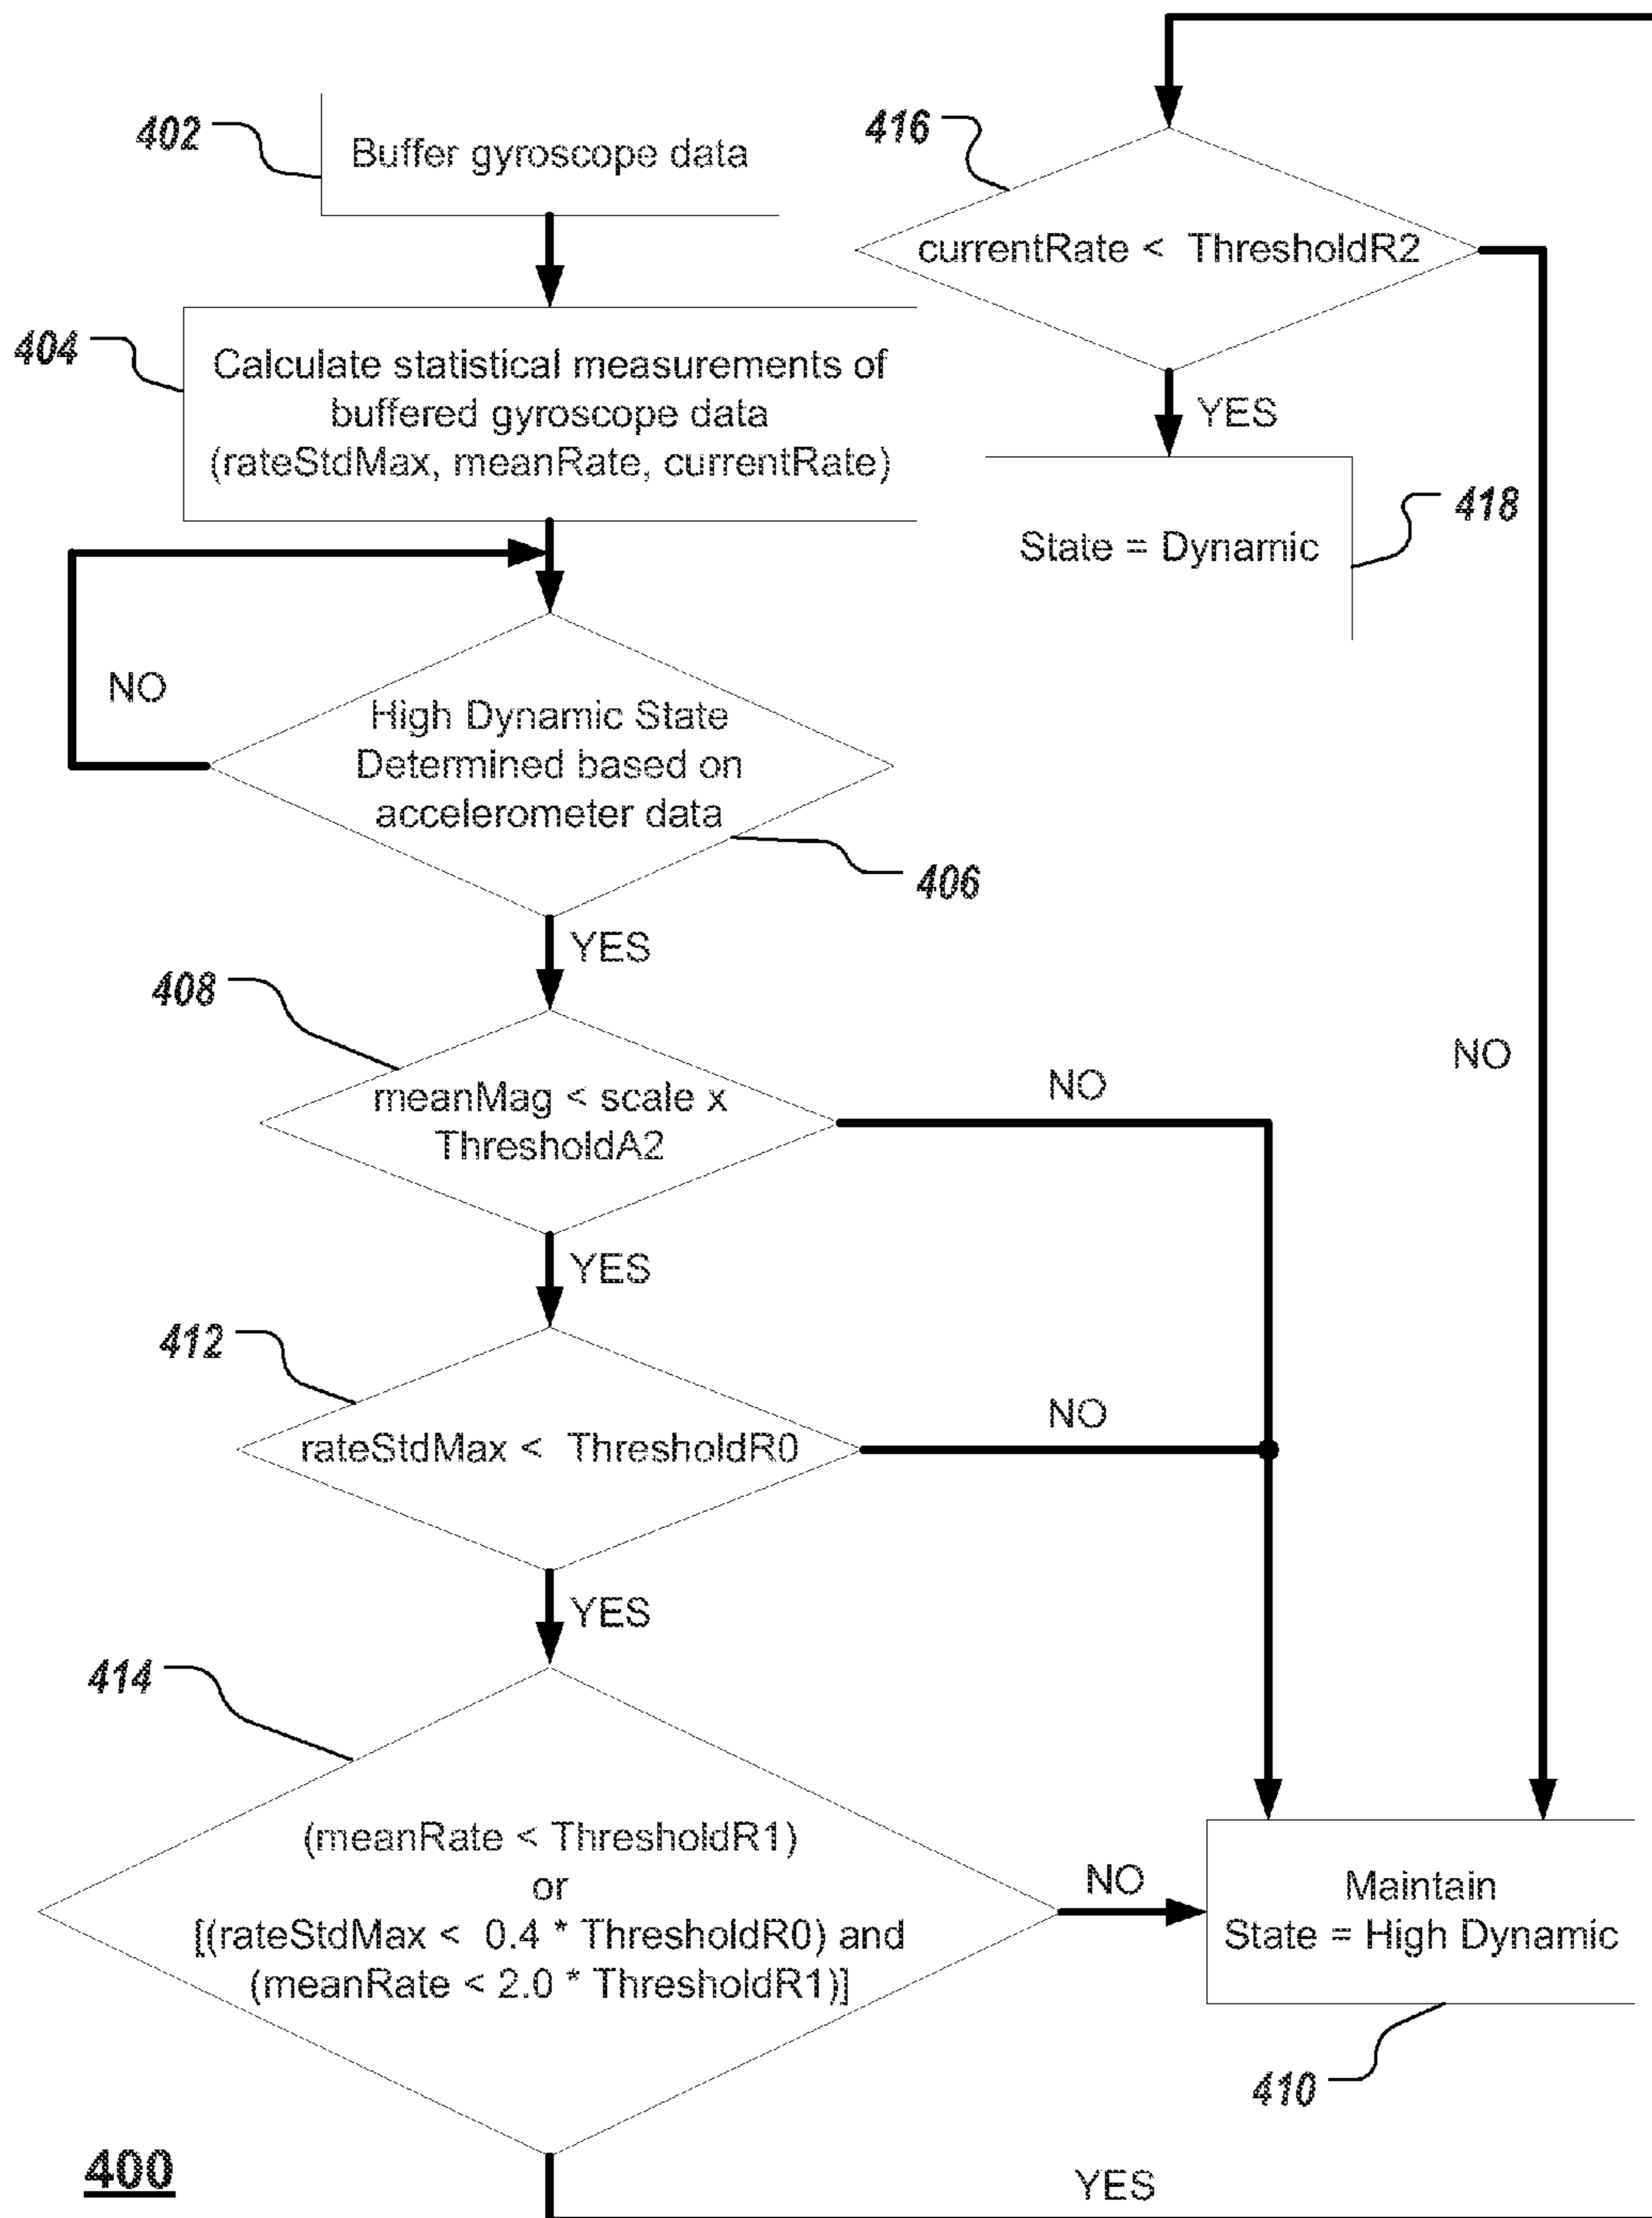 402
Buffer gyroscope data
404
Calculate statistical measurements of
buffered gyroscope data
(rateStdMax, meanRate, currentRate)
NO
High Dynamic State
Determined based on
accelerometer data
406
YES
408
meanMag < scale x
ThresholdA2
NO
YES
412
rateStdMax < ThresholdR0
NO
YES
414
(meanRate < ThresholdR1)
or
[(rateStdMax < 0.4 * ThresholdR0) and
(meanRate < 2.0 * ThresholdR1)]
NO
YES
416
currentRate < ThresholdR2
YES
State = Dynamic
418
NO
Maintain
State = High Dynamic
410
400